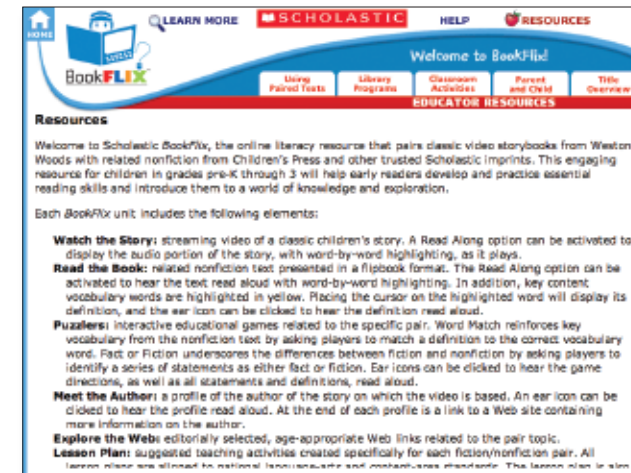 HOME
LEARN MORE
SCHOLASTIC
HELP
RESOURCES
BookFLIX
Welcome to BookFlix!
Using Paired Texts
Library Programs
Classroom Activities
Parent and Child
Title Overview
EDUCATOR RESOURCES
Resources
Welcome to Scholastic BookFlix, the online literacy resource that pairs classic video storybooks from Weston
Woods with related nonfiction from Children's Press and other trusted Scholastic imprints. This engaging
resource for children in grades pre-K through 3 will help early readers develop and practice essential
reading skills and introduce them to a world of knowledge and exploration.
Each BookFlix unit includes the following elements:
Watch the Story: streaming video of a classic children's story. A Read Along option can be activated to
display the audio portion of the story, with word-by-word highlighting, as it plays.
Read the Book: related nonfiction text presented in a flipbook format. The Read Along option can be
activated to hear the text read aloud with word-by-word highlighting. In addition, key content
vocabulary words are highlighted in yellow. Placing the cursor on the highlighted word will display its
definition, and the ear icon can be clicked to hear the definition read aloud.
Puzzlers: interactive educational games related to the specific pair. Word Match reinforces key
vocabulary from the nonfiction text by asking players to match a definition to the correct vocabulary
word. Fact or Fiction underscores the differences between fiction and nonfiction by asking players to
identify a series of statements as either fact or fiction. Ear icons can be clicked to hear the game
directions, as well as all statements and definitions, read aloud.
Meet the Author: a profile of the author of the story on which the video is based. An ear icon can be
clicked to hear the profile read aloud. At the end of each profile is a link to a Web site containing
more information on the author.
Explore the Web: editorially selected, age-appropriate Web links related to the pair topic.
Lesson Plan: suggested teaching activities created specifically for each fiction/nonfiction pair. All
lesson plans are aligned to national language-arts and content-area standards. The lesson plan is also